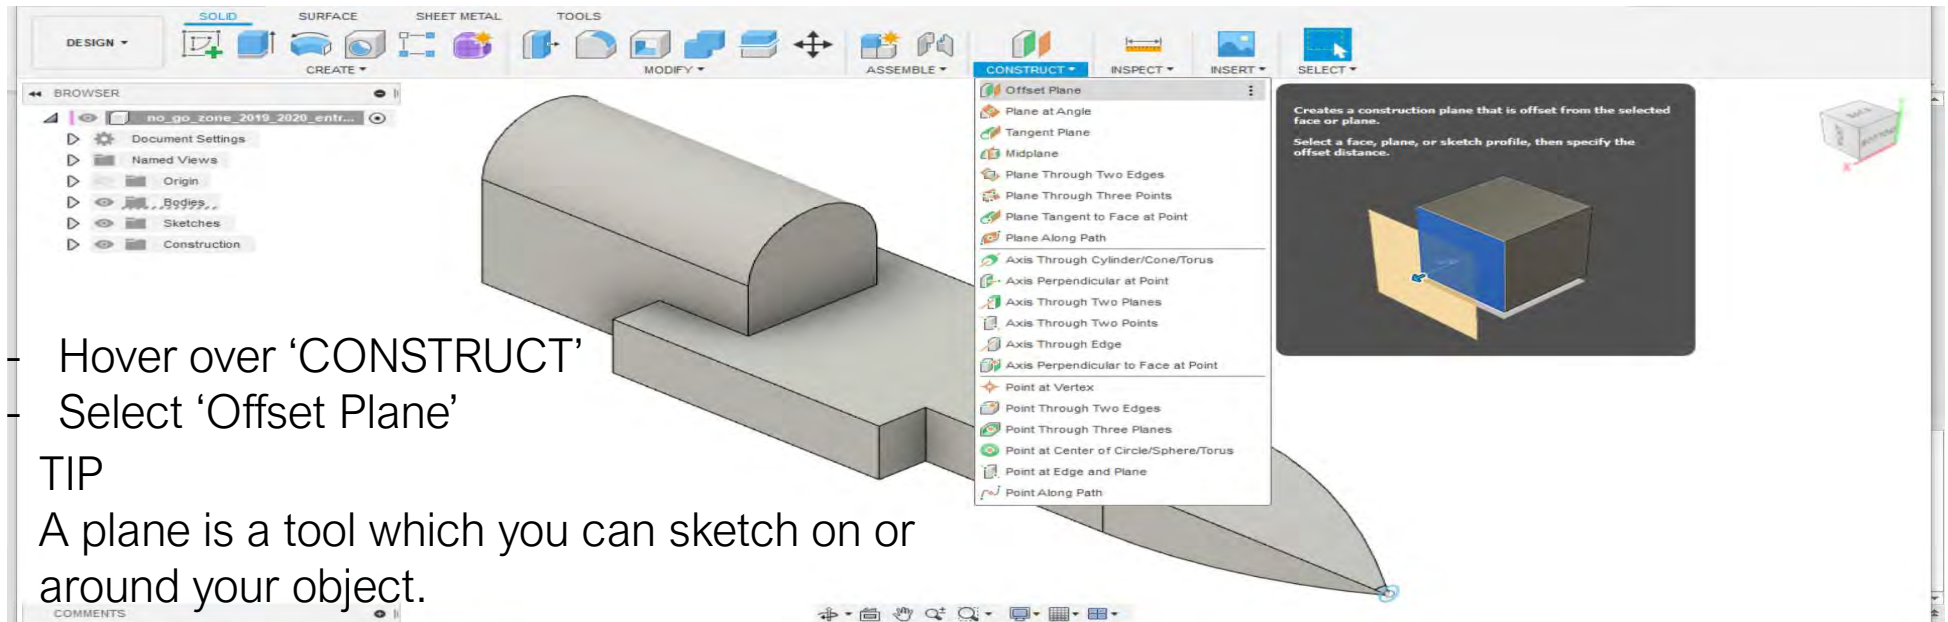 SOLID SURFACE SHEET METAL TOOLS
DESIGN
CREATE MODIFY ASSEMBLE CONSTRUCT INSPECT INSERT SELECT
BROWSER
no_go_zone_2019_2020_entr...
Document Settings
Named Views
Origin
Bodies
Sketches
Construction
Offset Plane
Plane at Angle
Tangent Plane
Midplane
Plane Through Two Edges
Plane Through Three Points
Plane Tangent to Face at Point
Plane Along Path
Axis Through Cylinder/Cone/Torus
Axis Perpendicular at Point
Axis Through Two Planes
Axis Through Two Points
Axis Through Edge
Axis Perpendicular to Face at Point
Point at Vertex
Point Through Two Edges
Point Through Three Planes
Point at Center of Circle/Sphere/Torus
Point at Edge and Plane
Point Along Path
Creates a construction plane that is offset from the selected
face or plane.
Select a face, plane, or sketch profile, then specify the
offset distance.
- Hover over ‘CONSTRUCT’
- Select ‘Offset Plane’
TIP
A plane is a tool which you can sketch on or
around your object.
COMMENTS